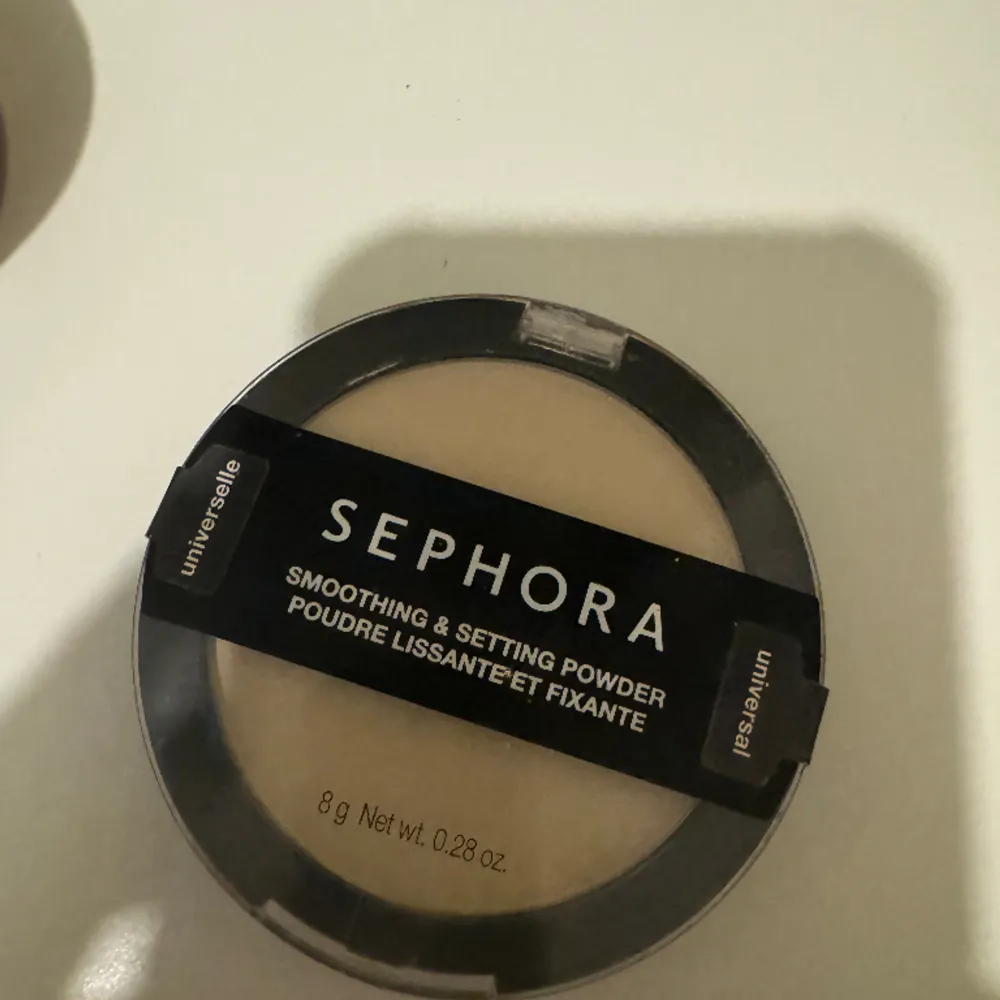 universelle
SEPHORA
SMOOTHING & SETTING POWDER
POUDRE LISSANTE ET FIXANTE
universal
8 g Net wt. 0.28 oz.